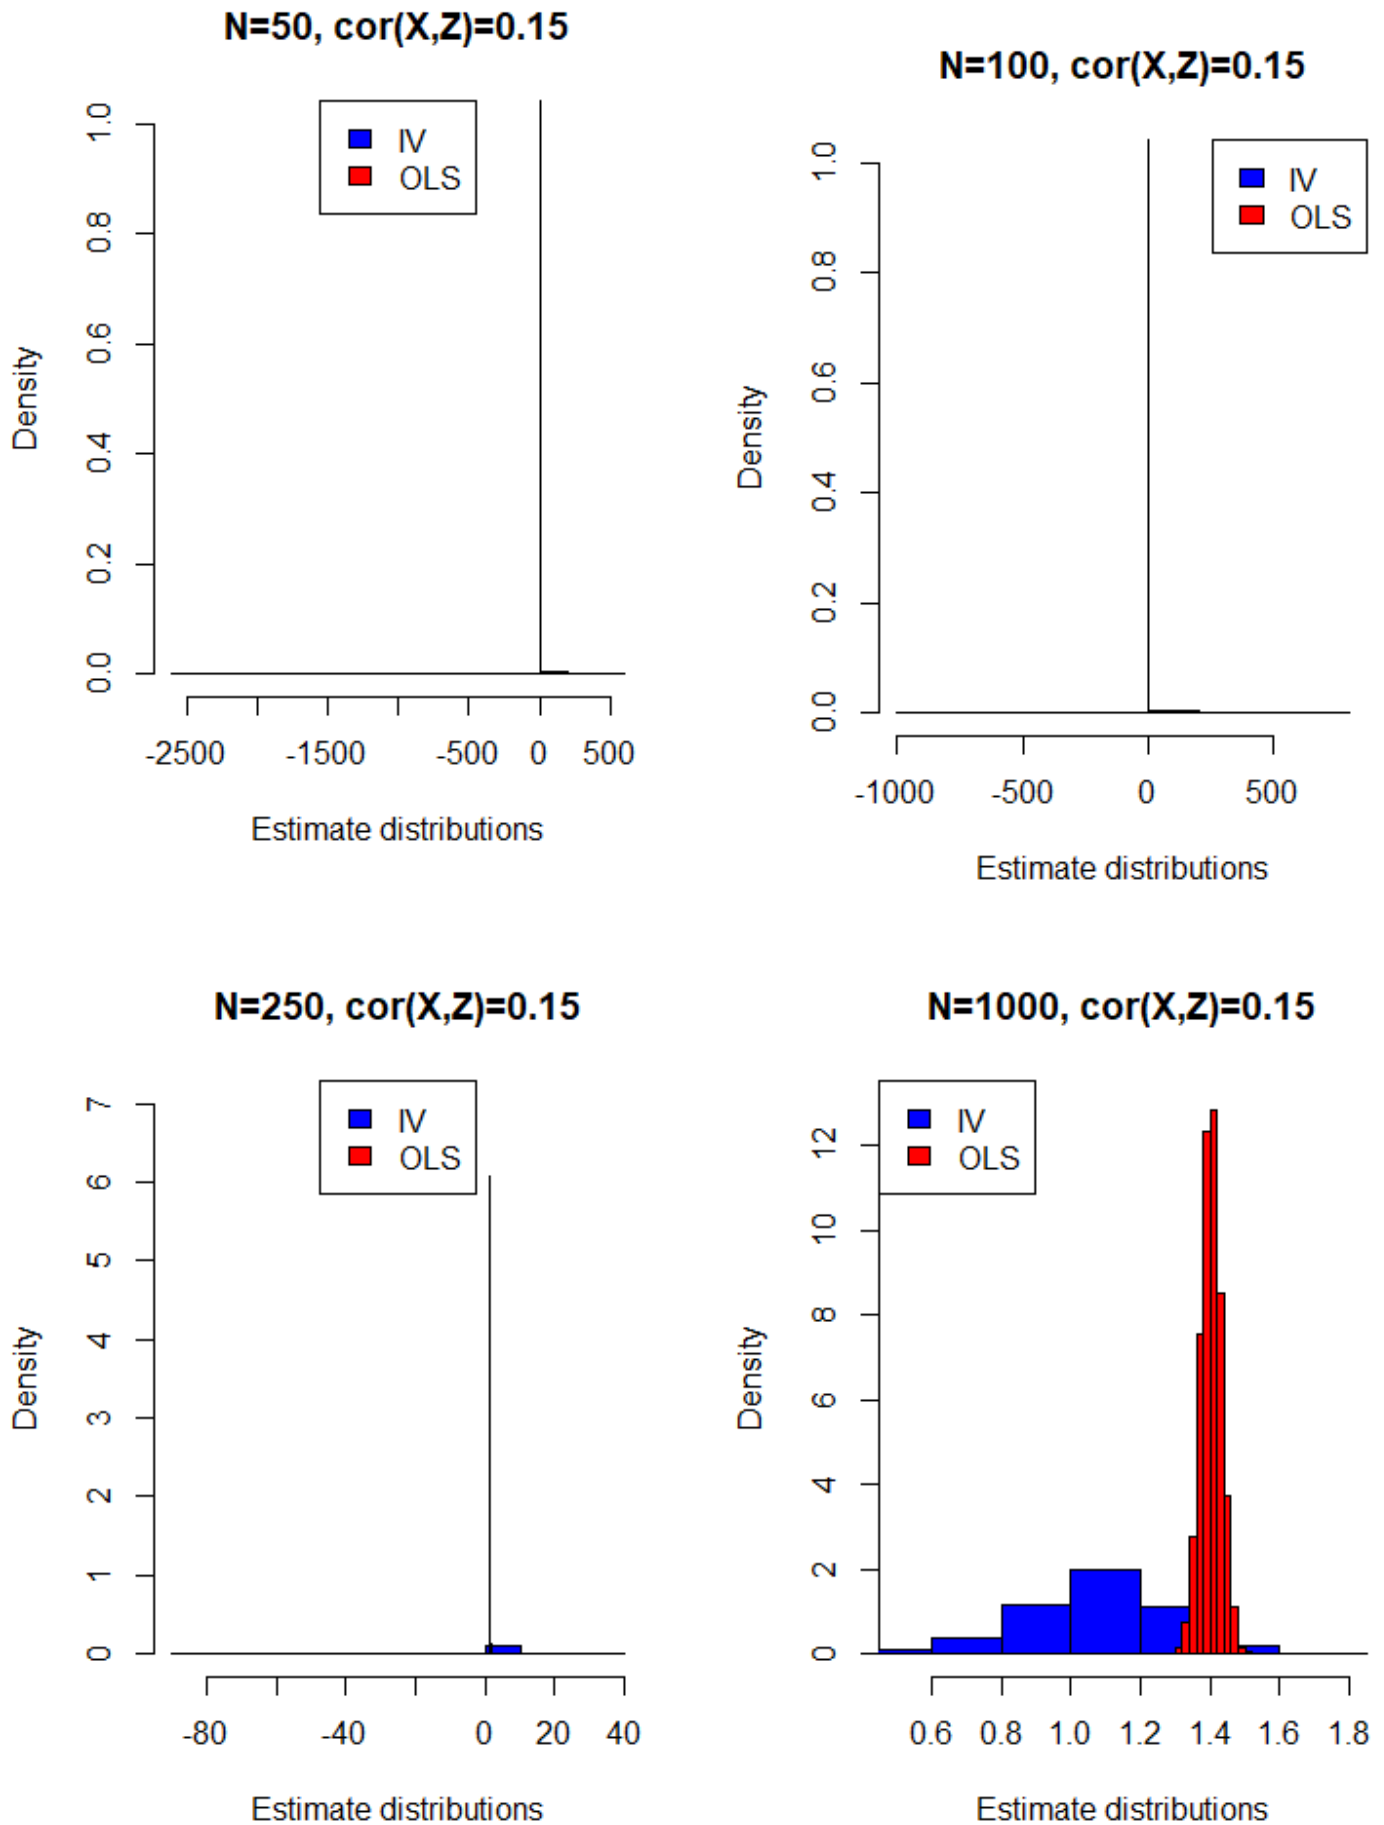 N=50, cor(X,Z)=0.15
IV
OLS
Density
1.0
0.8
0.6
0.4
0.2
0.0
-2500 -1500 -500 0 500
Estimate distributions
N=100, cor(X,Z)=0.15
IV
OLS
Density
1.0
0.8
0.6
0.4
0.2
0.0
-1000 -500 0 500
Estimate distributions
N=250, cor(X,Z)=0.15
IV
OLS
Density
7
6
5
4
3
2
1
0
-80 -40 0 20 40
Estimate distributions
N=1000, cor(X,Z)=0.15
IV
OLS
Density
12
10
8
6
4
2
0
0.6 0.8 1.0 1.2 1.4 1.6 1.8
Estimate distributions